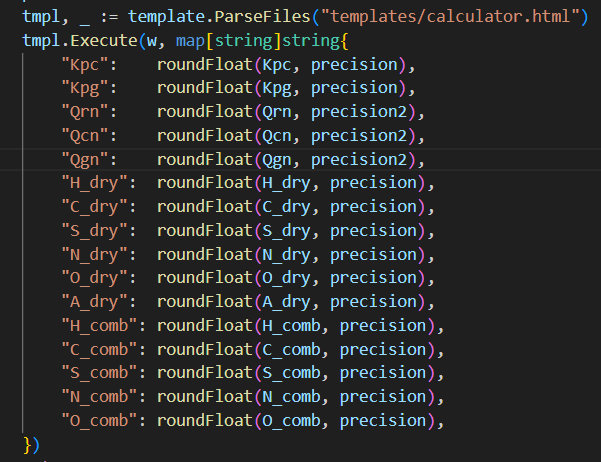 tmpl, _ := template.ParseFiles("templates/calculator.html")
tmpl.Execute(w, map[string]string{
    "Kpc":    roundFloat(Kpc, precision),
    "Kpg":    roundFloat(Kpg, precision),
    "Qrn":    roundFloat(Qrn, precision2),
    "Qcn":    roundFloat(Qcn, precision2),
    "Qgn":    roundFloat(Qgn, precision2),
    "H_dry":  roundFloat(H_dry, precision),
    "C_dry":  roundFloat(C_dry, precision),
    "S_dry":  roundFloat(S_dry, precision),
    "N_dry":  roundFloat(N_dry, precision),
    "O_dry":  roundFloat(O_dry, precision),
    "A_dry":  roundFloat(A_dry, precision),
    "H_comb": roundFloat(H_comb, precision),
    "C_comb": roundFloat(C_comb, precision),
    "S_comb": roundFloat(S_comb, precision),
    "N_comb": roundFloat(N_comb, precision),
    "O_comb": roundFloat(O_comb, precision),
})